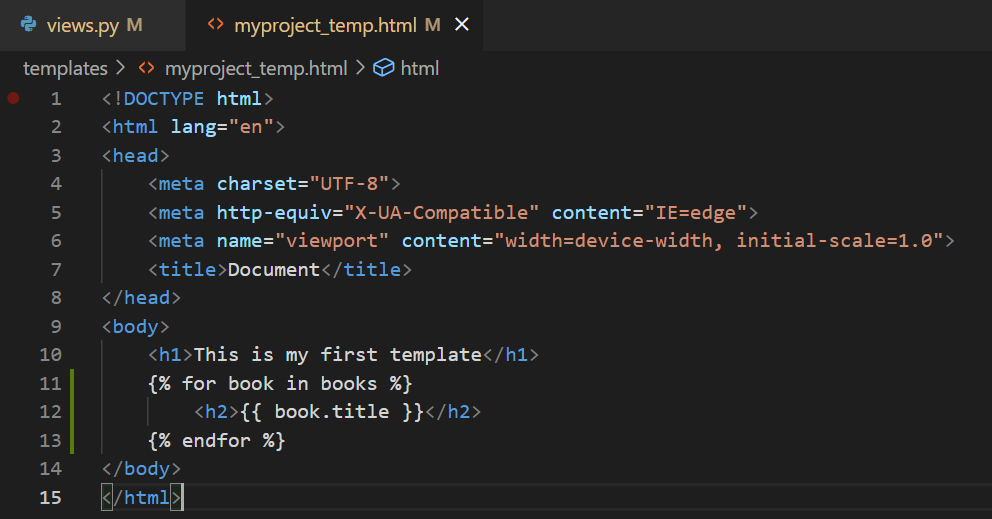 views.py M
myproject_temp.html M
templates > myproject_temp.html > html
1 <!DOCTYPE html>
2 <html lang="en">
3 <head>
4     <meta charset="UTF-8">
5     <meta http-equiv="X-UA-Compatible" content="IE=edge">
6     <meta name="viewport" content="width=device-width, initial-scale=1.0">
7     <title>Document</title>
8 </head>
9 <body>
10     <h1>This is my first template</h1>
11     {% for book in books %}
12         <h2>{{ book.title }}</h2>
13     {% endfor %}
14 </body>
15 </html>